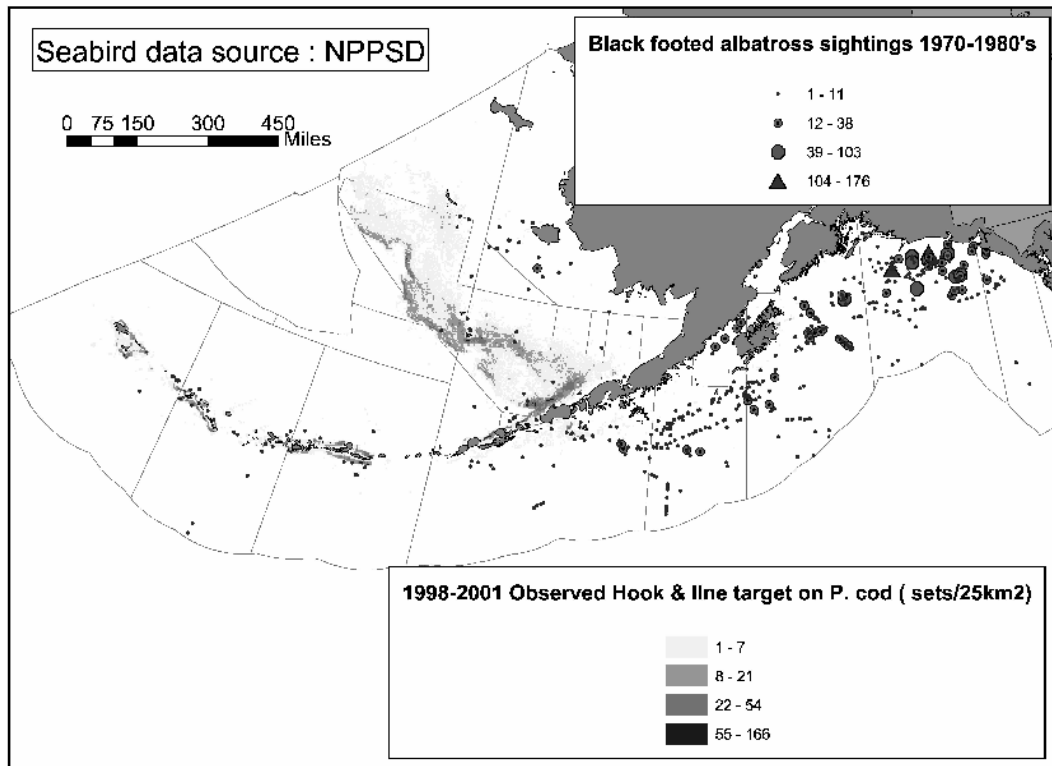 Seabird data source : NPPSD
0 75 150 300 450
Miles
Black footed albatross sightings 1970-1980's
1 - 11
12 - 38
39 - 103
104 - 176
1998-2001 Observed Hook & line target on P. cod ( sets/25km2)
1 - 7
8 - 21
22 - 54
55 - 166